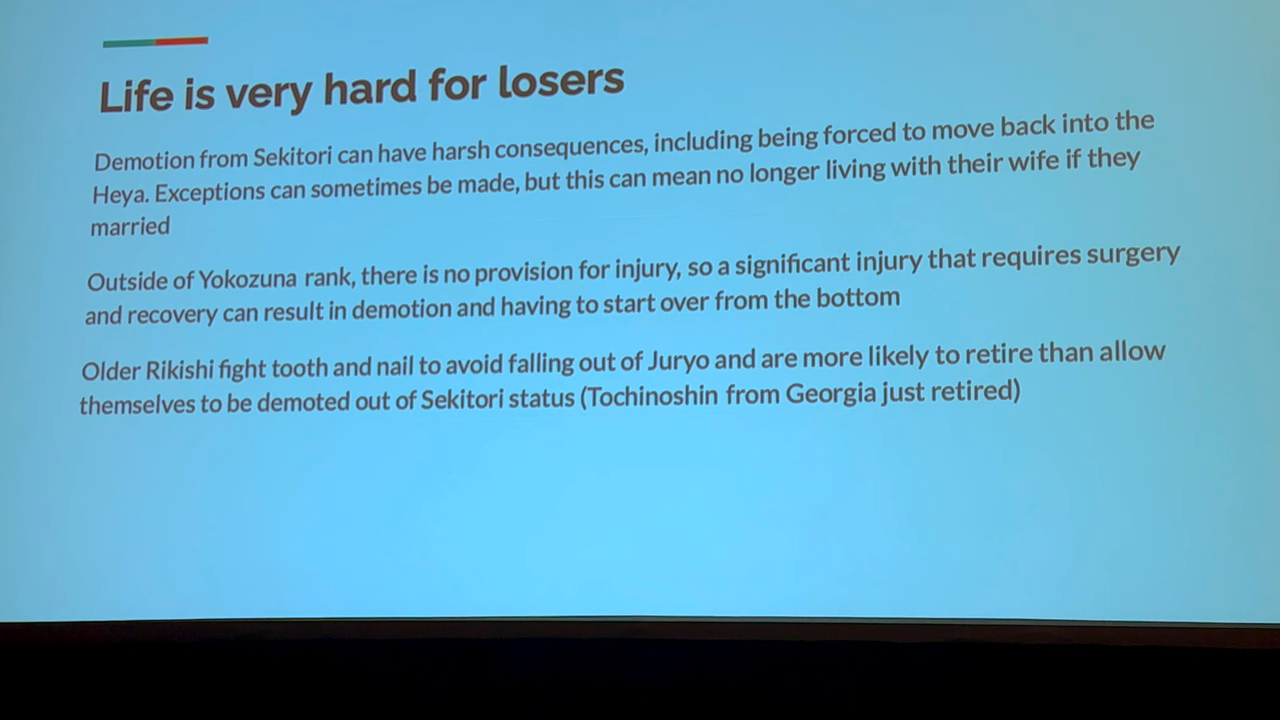 Life is very hard for losers
Demotion from Sekitori can have harsh consequences, including being forced to move back into the
Heya. Exceptions can sometimes be made, but this can mean no longer living with their wife if they
married
Outside of Yokozuna rank, there is no provision for injury, so a significant injury that requires surgery
and recovery can result in demotion and having to start over from the bottom
Older Rikishi fight tooth and nail to avoid falling out of Juryo and are more likely to retire than allow
themselves to be demoted out of Sekitori status (Tochinoshin from Georgia just retired)